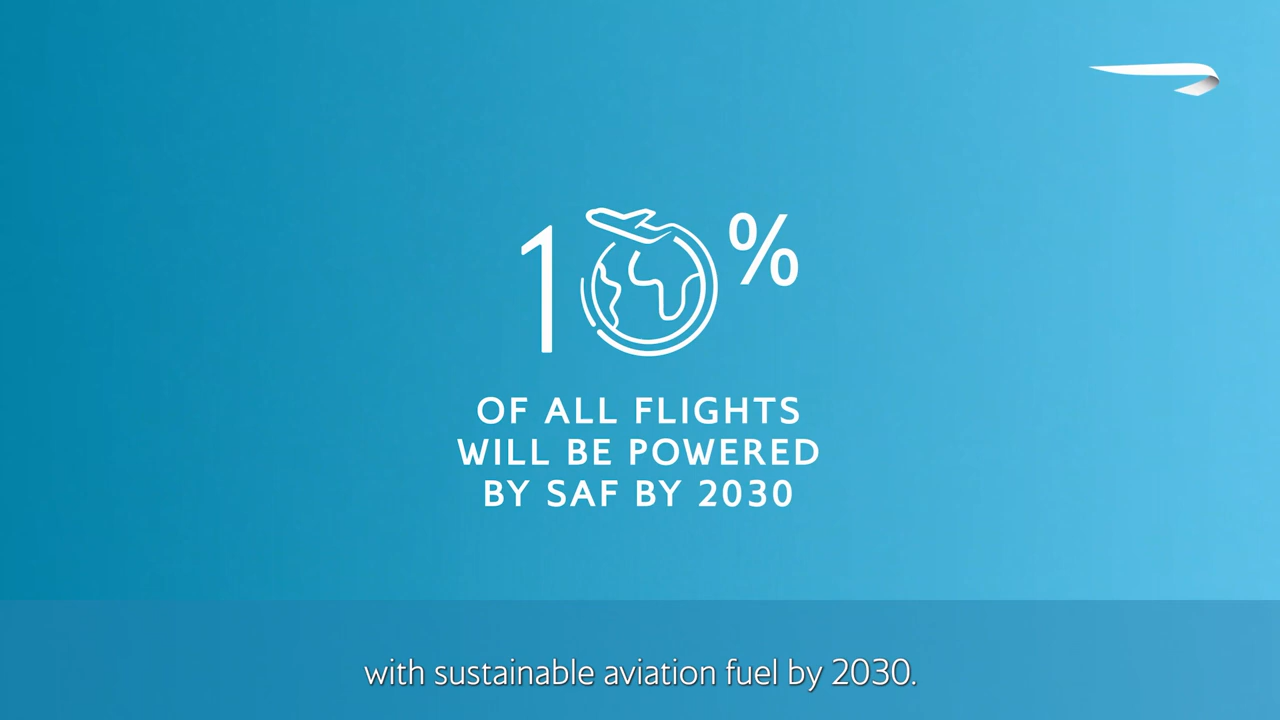 10%
OF ALL FLIGHTS
WILL BE POWERED
BY SAF BY 2030
with sustainable aviation fuel by 2030.